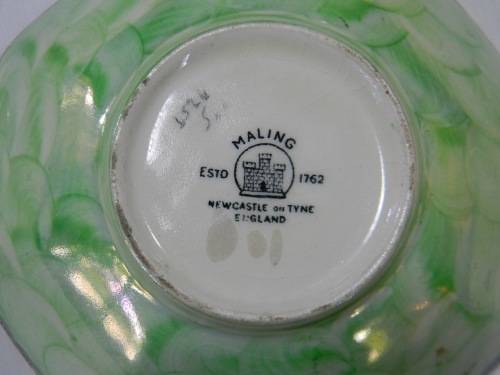 MALING
ESTD 1762
NEWCASTLE ON TYNE
ENGLAND